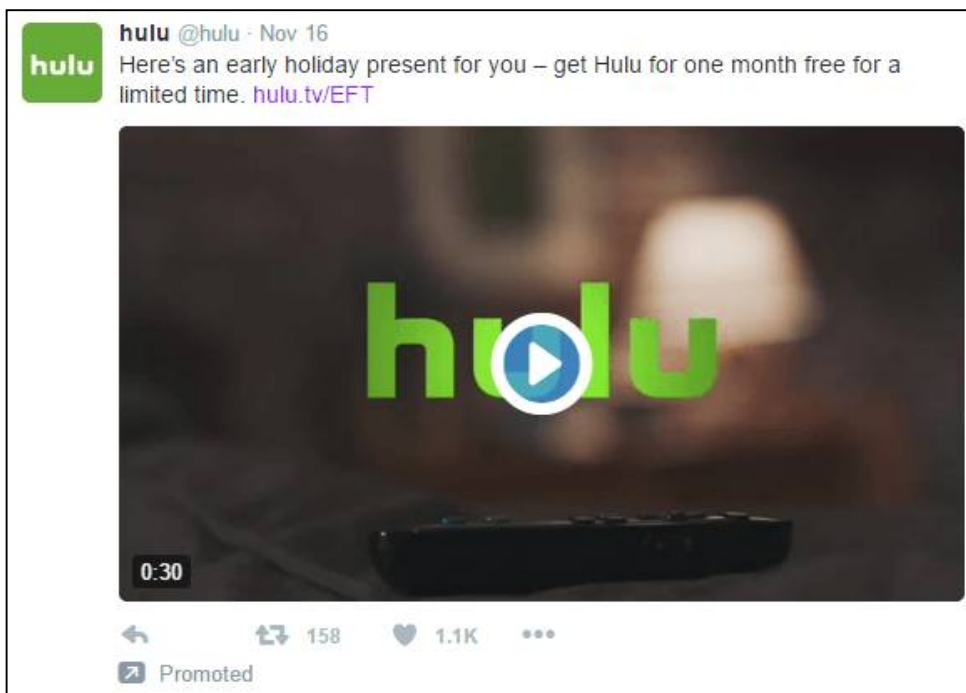 hulu
hulu @hulu · Nov 16
Here's an early holiday present for you – get Hulu for one month free for a
limited time. hulu.tv/EFT
hulu
0:30
158 1.1K
Promoted